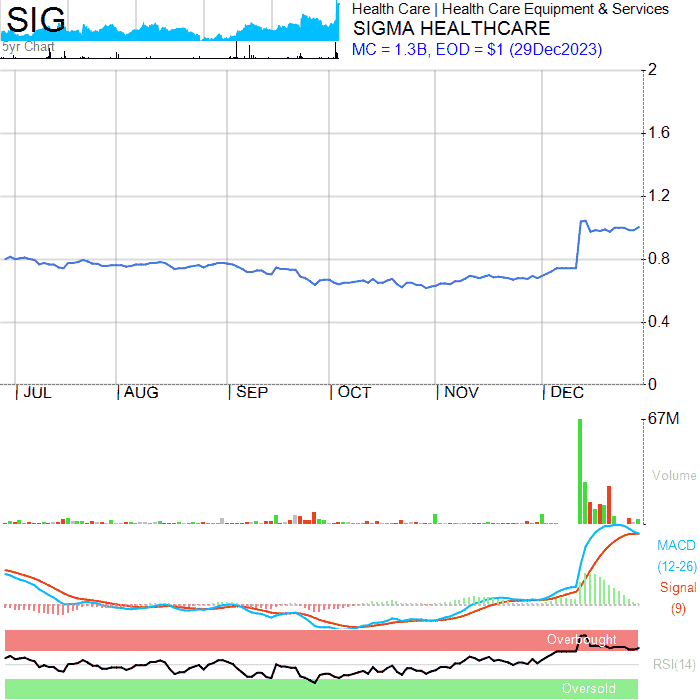 SIG
5yr Chart
Health Care | Health Care Equipment & Services
SIGMA HEALTHCARE
MC = 1.3B, EOD = $1 (29Dec2023)
2
1.6
1.2
0.8
0.4
0
| JUL | AUG | SEP | OCT | NOV | DEC
67M
Volume
MACD
(12-26)
Signal
(9)
Overbought
RSI(14)
Oversold